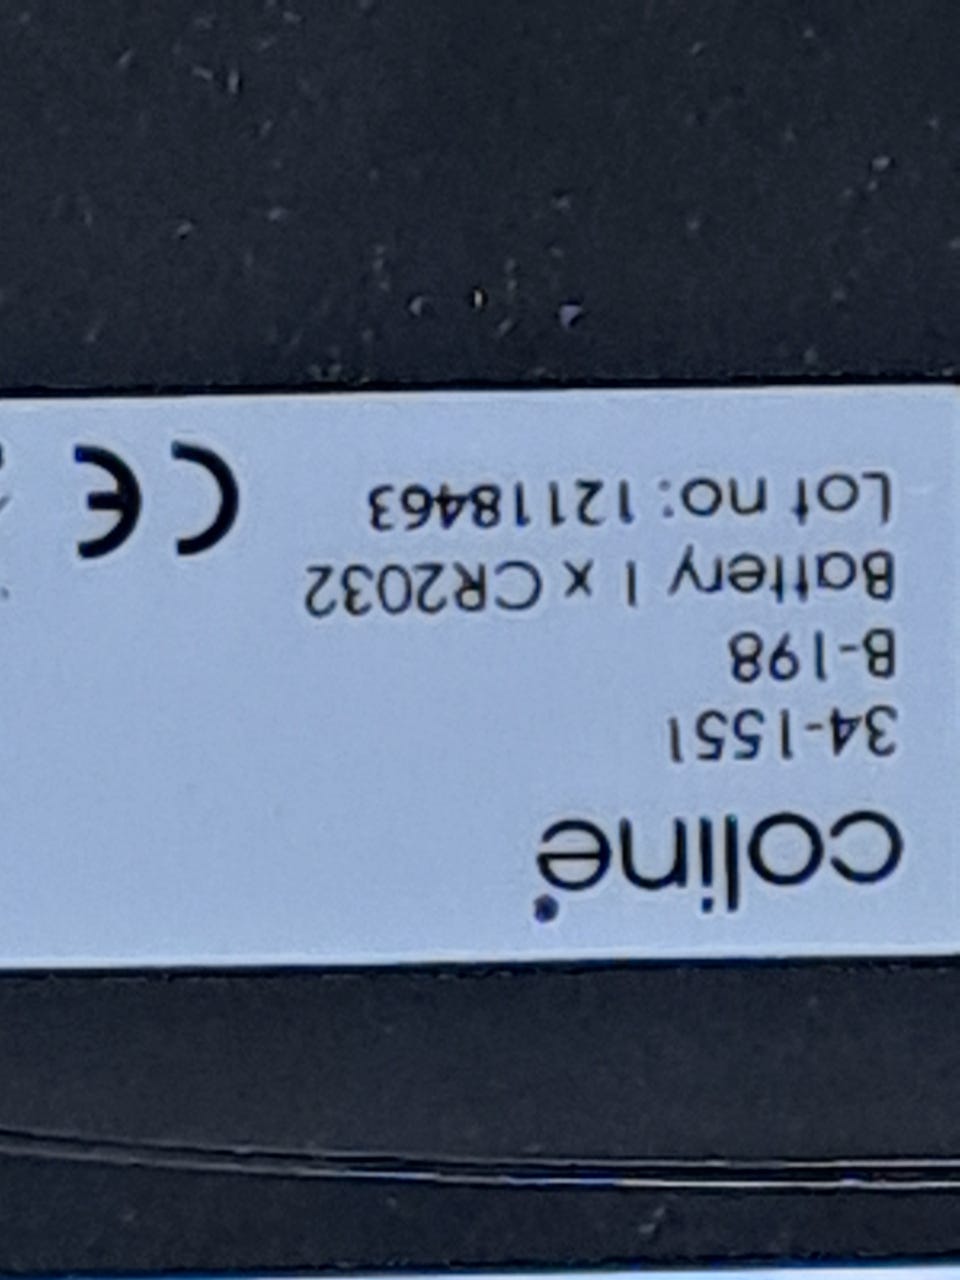 coline
34-1551
B-198
Battery 1 x CR2032
Lot no: 12118463
CE